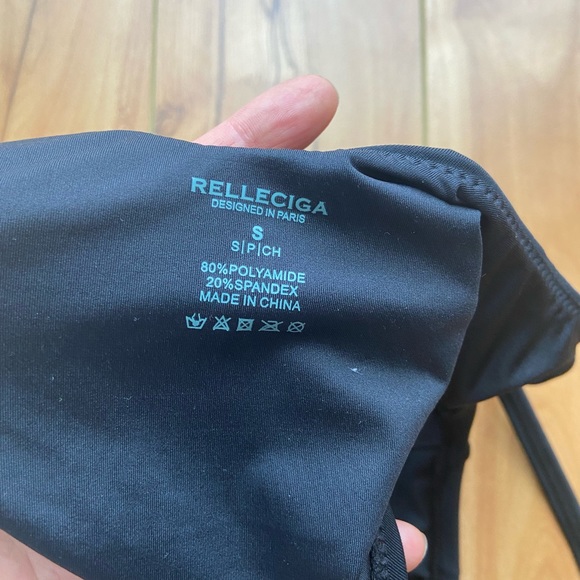 RELLECIGA
DESIGNED IN PARIS
S
S|P|CH
80%POLYAMIDE
20%SPANDEX
MADE IN CHINA